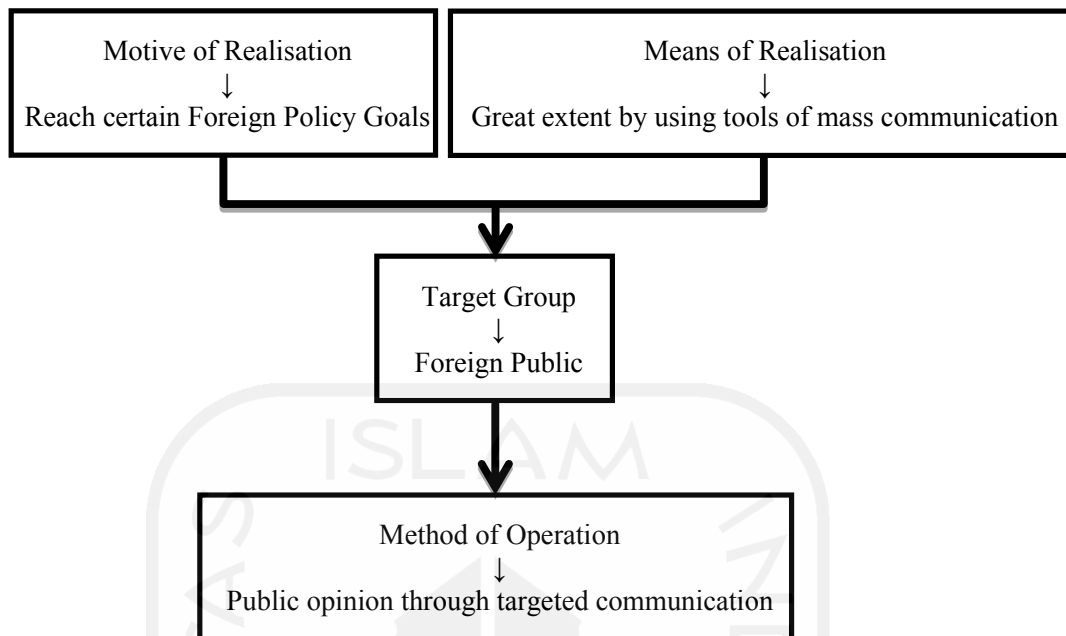 Motive of Realisation
↓
Reach certain Foreign Policy Goals
Means of Realisation
↓
Great extent by using tools of mass communication
Target Group
↓
Foreign Public
ISLAM
Method of Operation
↓
Public opinion through targeted communication